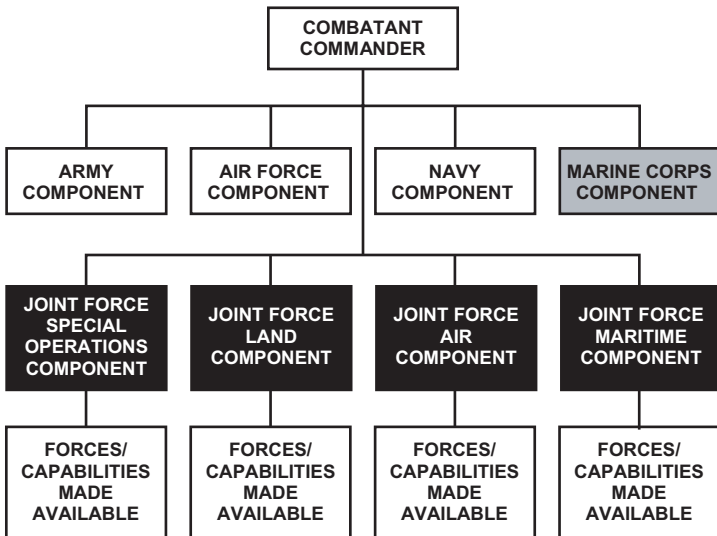 COMBATANT
COMMANDER
ARMY
COMPONENT
AIR FORCE
COMPONENT
NAVY
COMPONENT
MARINE CORPS
COMPONENT
JOINT FORCE
SPECIAL
OPERATIONS
COMPONENT
JOINT FORCE
LAND
COMPONENT
JOINT FORCE
AIR
COMPONENT
JOINT FORCE
MARITIME
COMPONENT
FORCES/
CAPABILITIES
MADE
AVAILABLE
FORCES/
CAPABILITIES
MADE
AVAILABLE
FORCES/
CAPABILITIES
MADE
AVAILABLE
FORCES/
CAPABILITIES
MADE
AVAILABLE